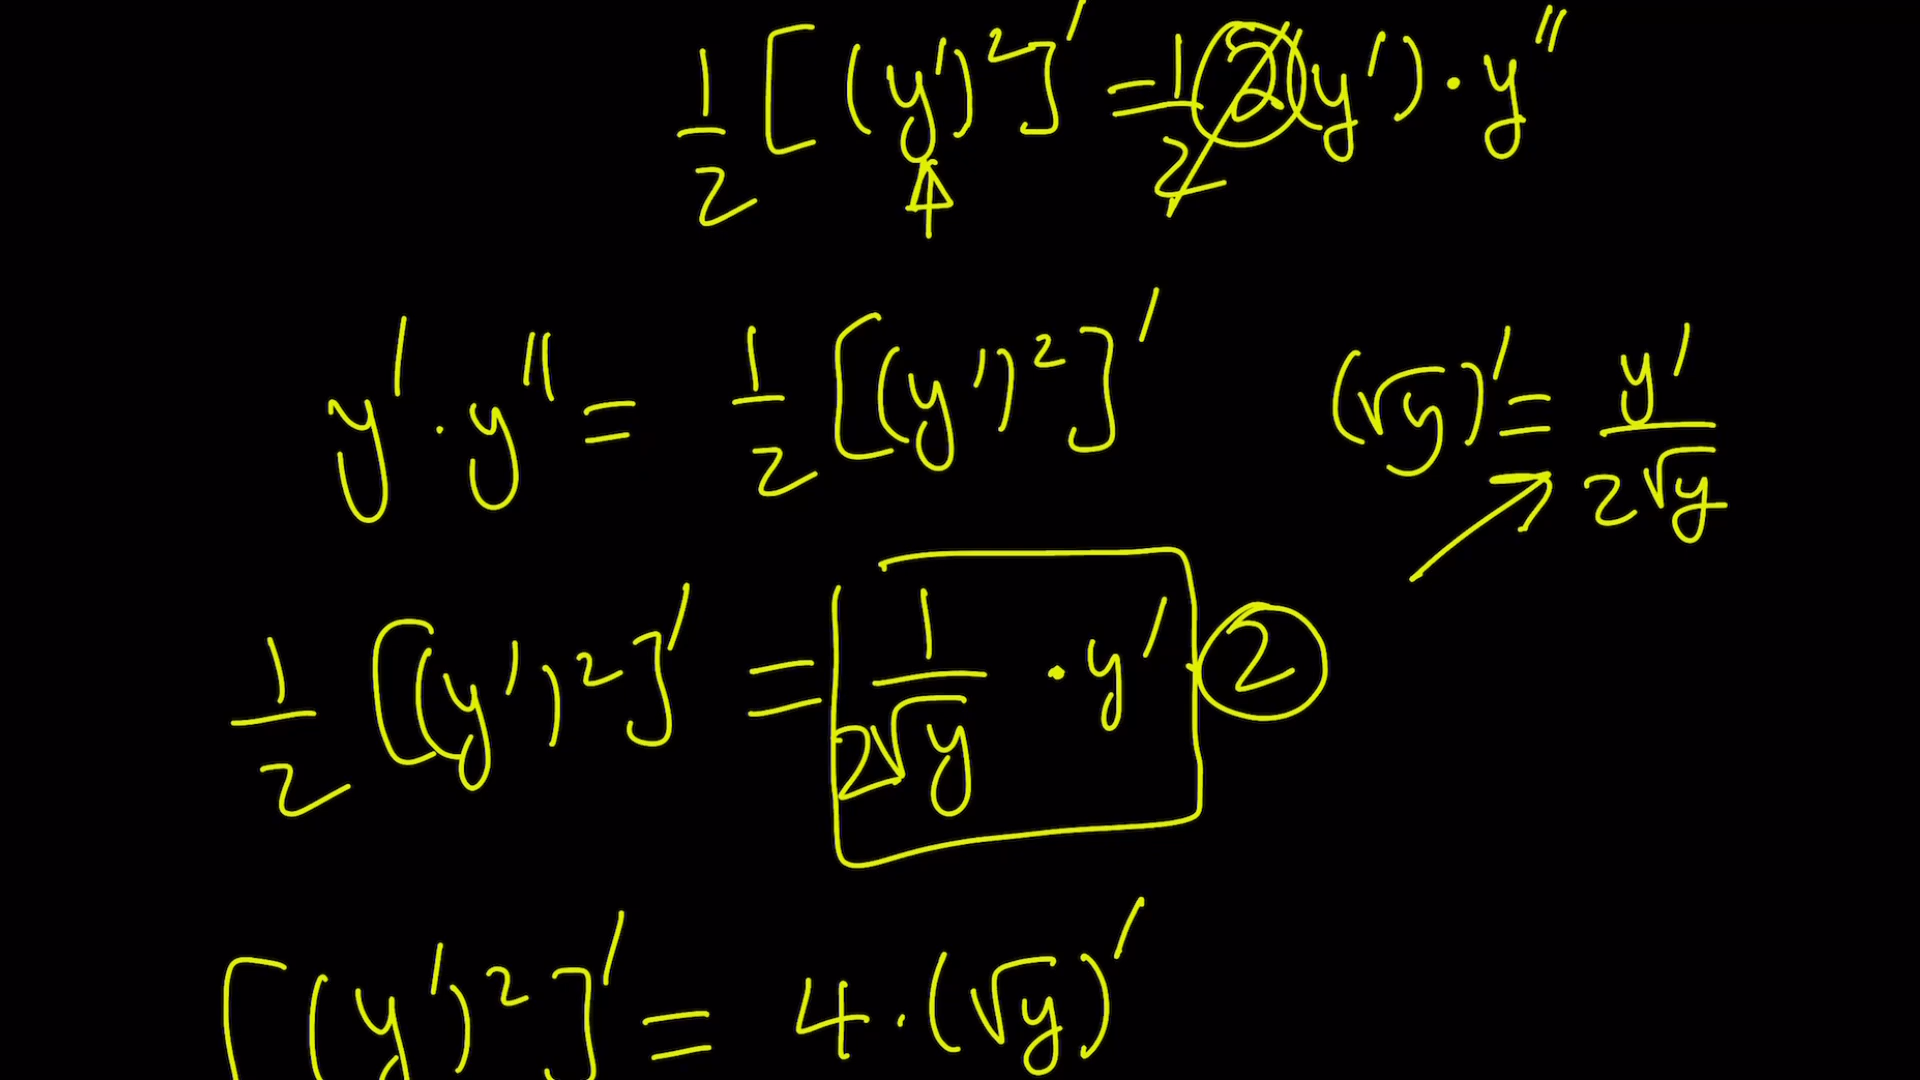 1/2 [(y')²]' = 1/2 2(y') · y''
y' · y'' = 1/2 [(y')²]'
(√y)' = y'/2√y
1/2 [(y')²]' = 1/2√y · y' · 2
[(y')²]' = 4 · (√y)'